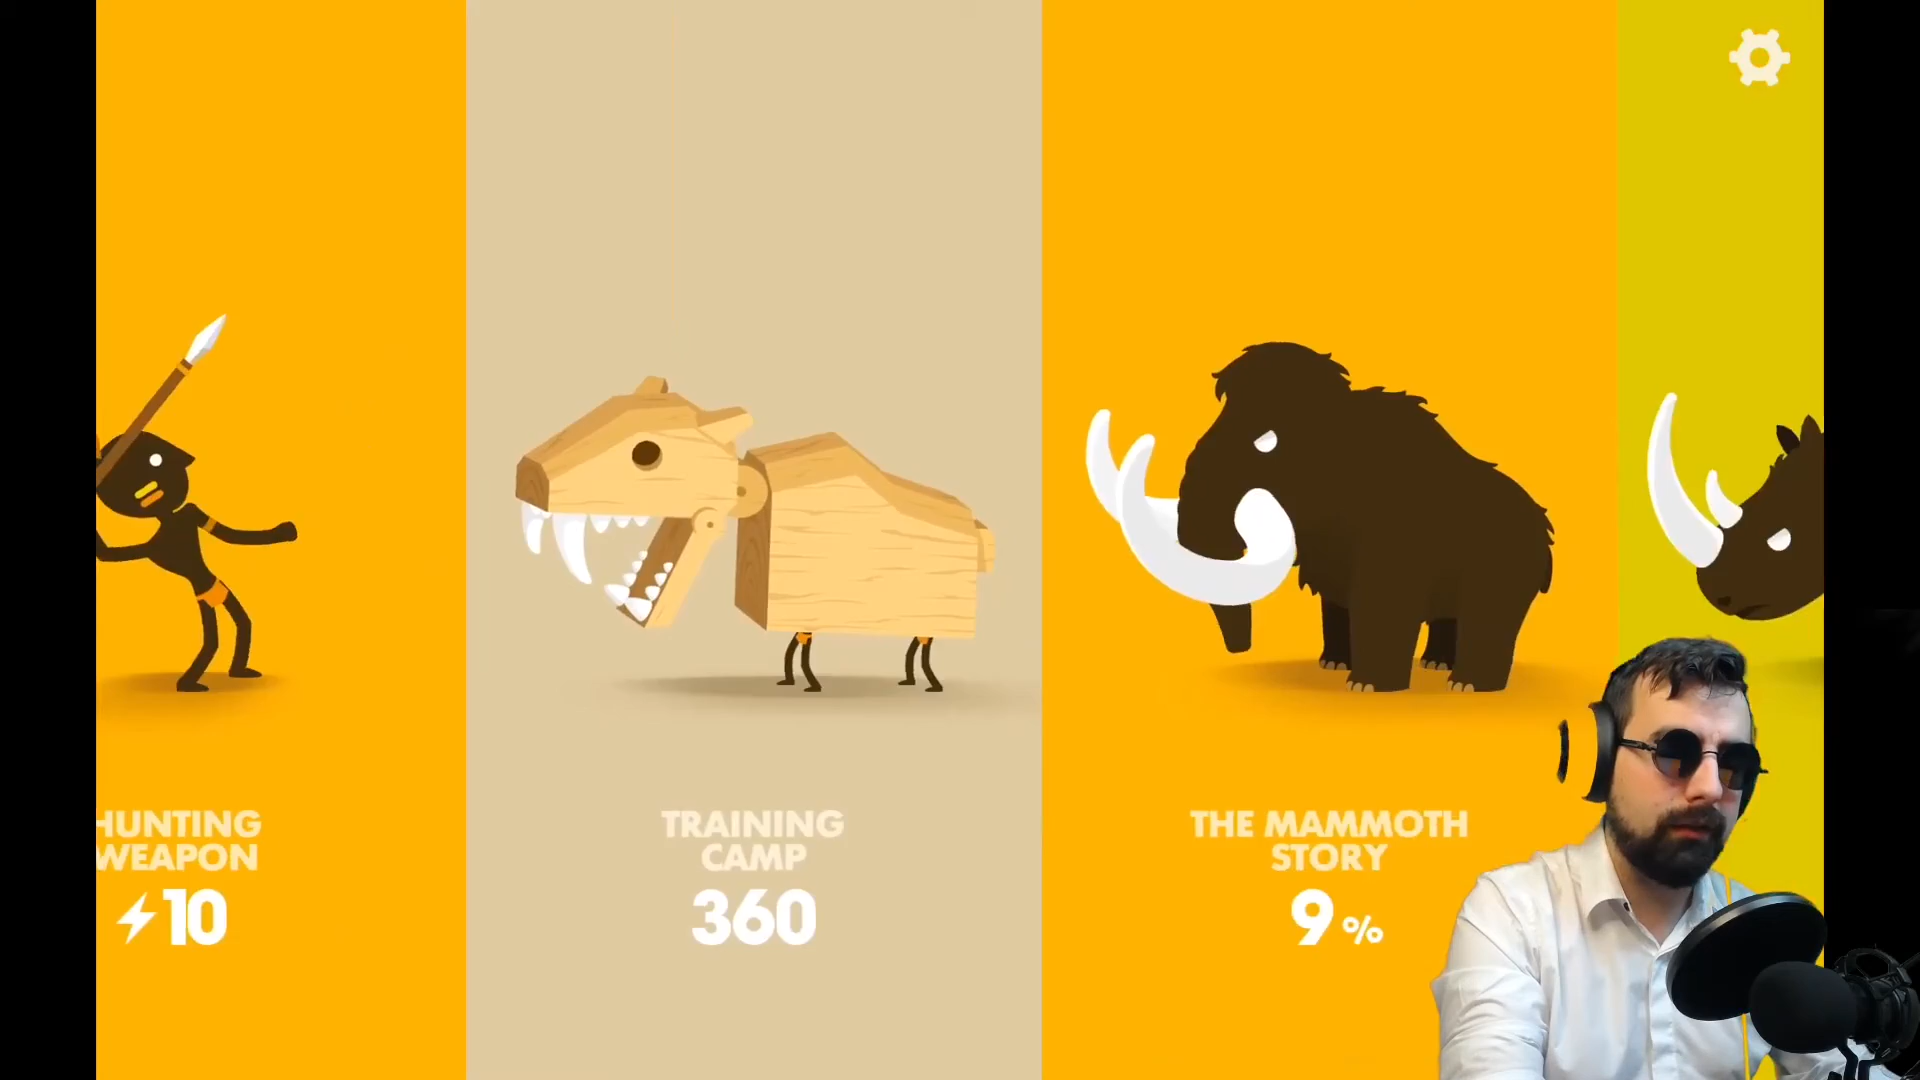 HUNTING
WEAPON
10
TRAINING
CAMP
360
THE MAMMOTH
STORY
9%